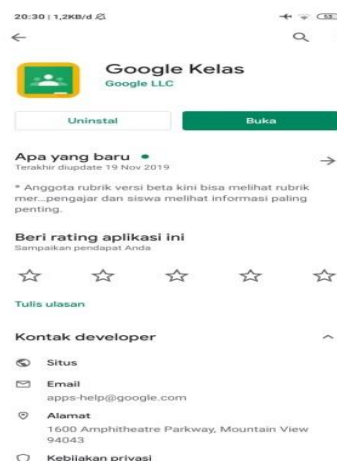 20:30 | 1,2KB/d
Google Kelas
Google LLC
Uninstal
Buka
Apa yang baru
Terakhir diupdate 19 Nov 2019
* Anggota rubrik versi beta kini bisa melihat rubrik
mer...pengajar dan siswa melihat informasi paling
penting.
Beri rating aplikasi ini
Sampaikan pendapat Anda
Tulis ulasan
Kontak developer
Situs
Email
apps-help@google.com
Alamat
1600 Amphitheatre Parkway, Mountain View
94043
Kebijakan privasi